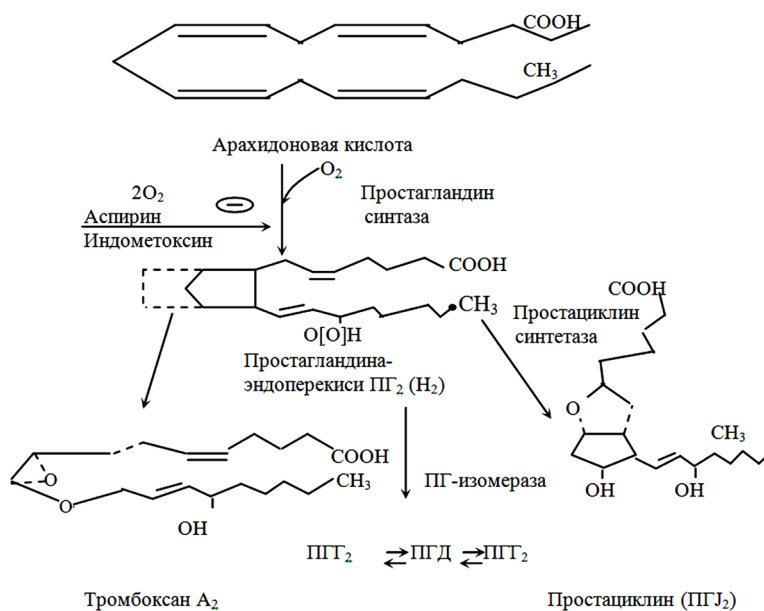 COOH
CH₃
Арахидоновая кислота
O₂
2O₂
Аспирин
Индометоксин
Простагландин
синтаза
COOH
CH₃
O[O]H
Простагландина-
эндоперекиси ПГ₂ (H₂)
Простациклин
синтетаза
COOH
O
CH₃
OH
OH
COOH
CH₃
O
O
OH
ПГ-изомераза
ПГГ₂ ПГД ПГГ₂
Тромбоксан A₂
Простациклин (ПГJ₂)